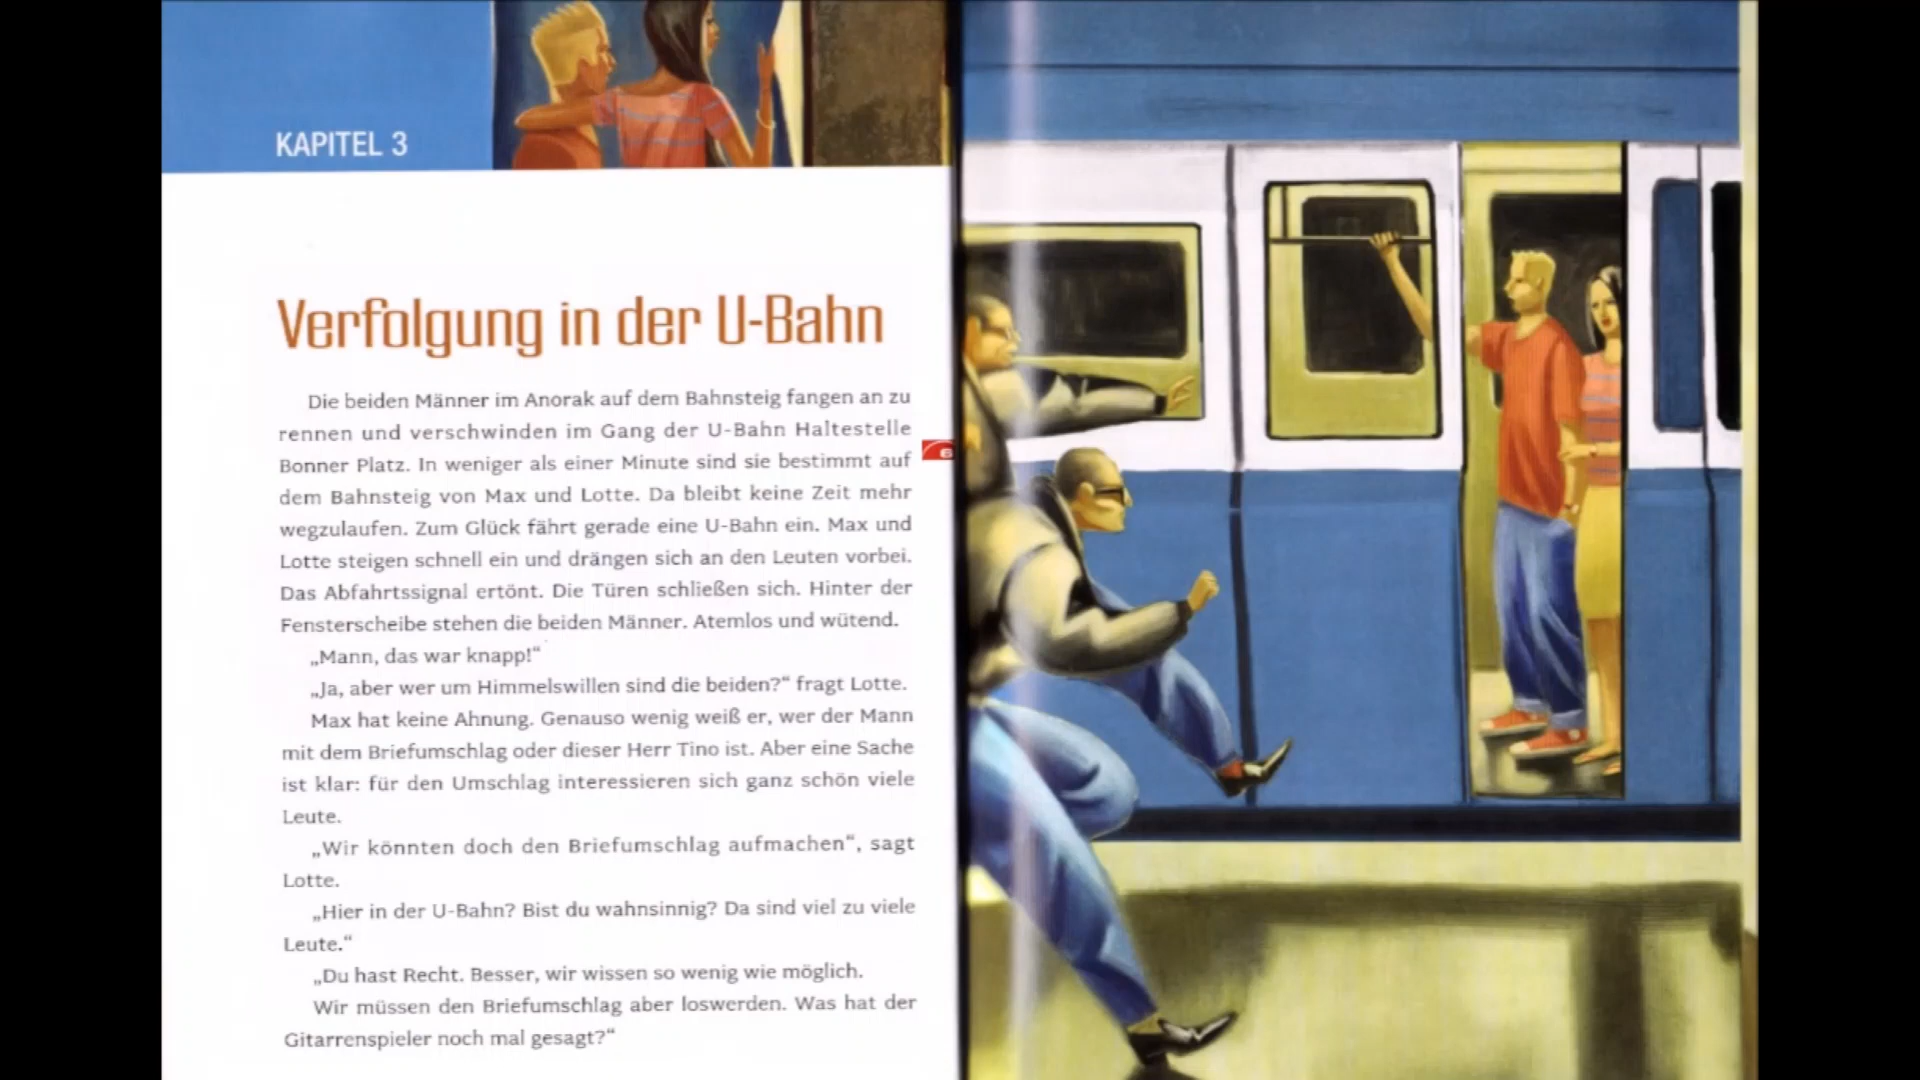 KAPITEL 3
Verfolgung in der U-Bahn
Die beiden Männer im Anorak auf dem Bahnsteig fangen an zu
rennen und verschwinden im Gang der U-Bahn Haltestelle
Bonner Platz. In weniger als einer Minute sind sie bestimmt auf
dem Bahnsteig von Max und Lotte. Da bleibt keine Zeit mehr
wegzulaufen. Zum Glück fährt gerade eine U-Bahn ein. Max und
Lotte steigen schnell ein und drängen sich an den Leuten vorbei.
Das Abfahrtssignal ertönt. Die Türen schließen sich. Hinter der
Fensterscheibe stehen die beiden Männer. Atemlos und wütend.
„Mann, das war knapp!“
„Ja, aber wer um Himmelswillen sind die beiden?“ fragt Lotte.
Max hat keine Ahnung. Genauso wenig weiß er, wer der Mann
mit dem Briefumschlag oder dieser Herr Tino ist. Aber eine Sache
ist klar: für den Umschlag interessieren sich ganz schön viele
Leute.
„Wir könnten doch den Briefumschlag aufmachen“, sagt
Lotte.
„Hier in der U-Bahn? Bist du wahnsinnig? Da sind viel zu viele
Leute.“
„Du hast Recht. Besser, wir wissen so wenig wie möglich.
Wir müssen den Briefumschlag aber loswerden. Was hat der
Gitarrenspieler noch mal gesagt?“
6